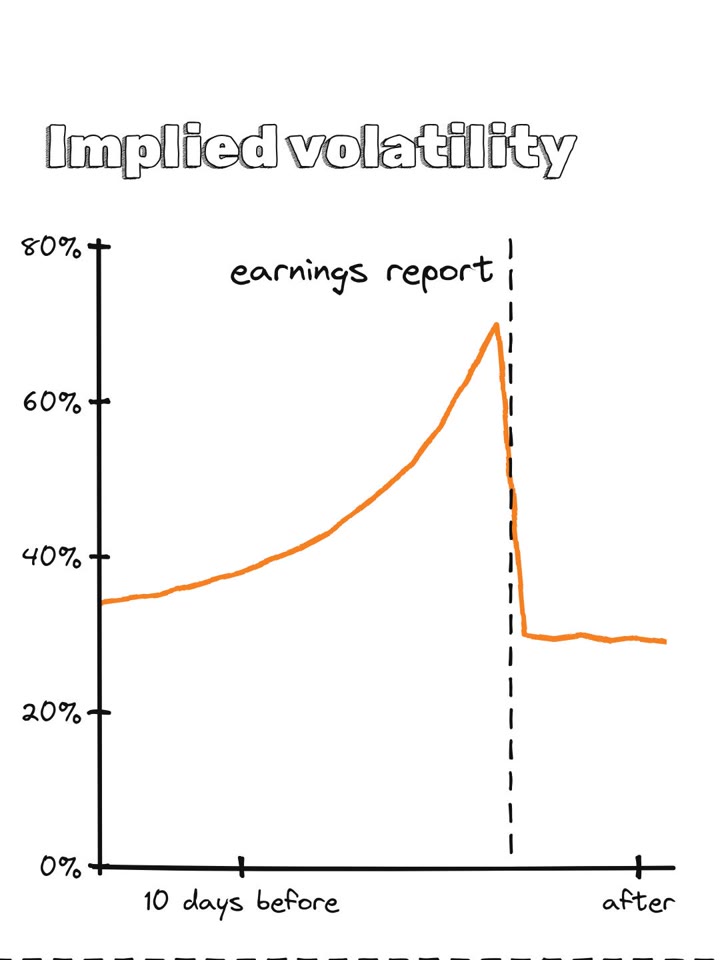 Implied volatility
80%
earnings report
60%
40%
20%
0%
10 days before
after